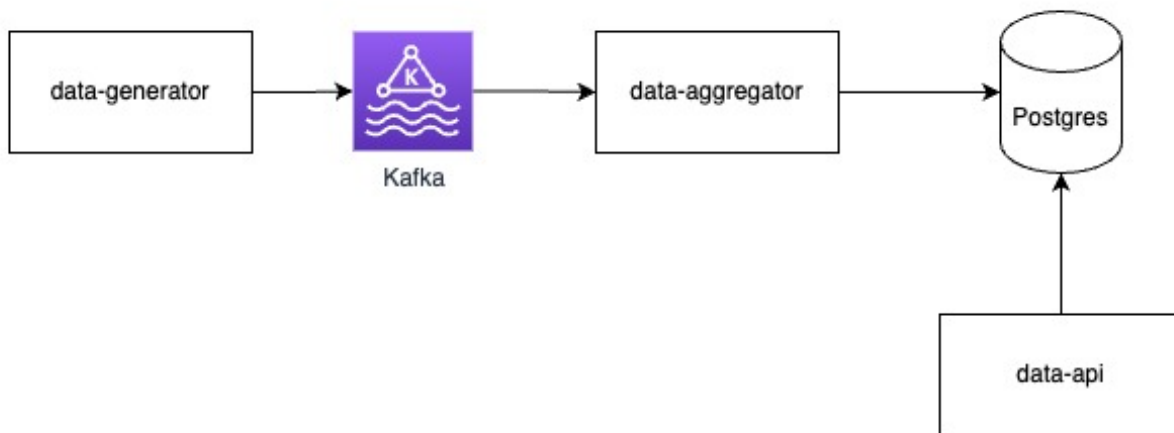 data-generator
K
Kafka
data-aggregator
Postgres
data-api